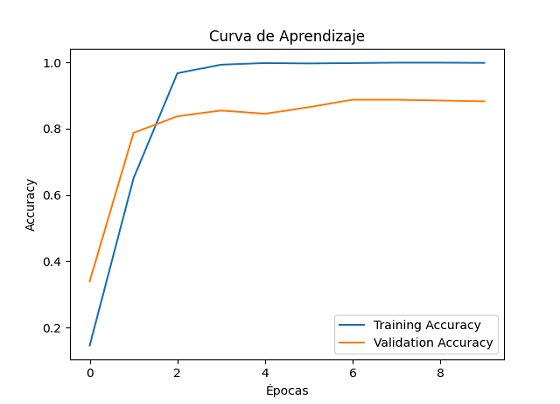 Curva de Aprendizaje
1.0
0.8
0.6
0.4
0.2
Accuracy
Training Accuracy
Validation Accuracy
0 2 4 6 8
Épocas